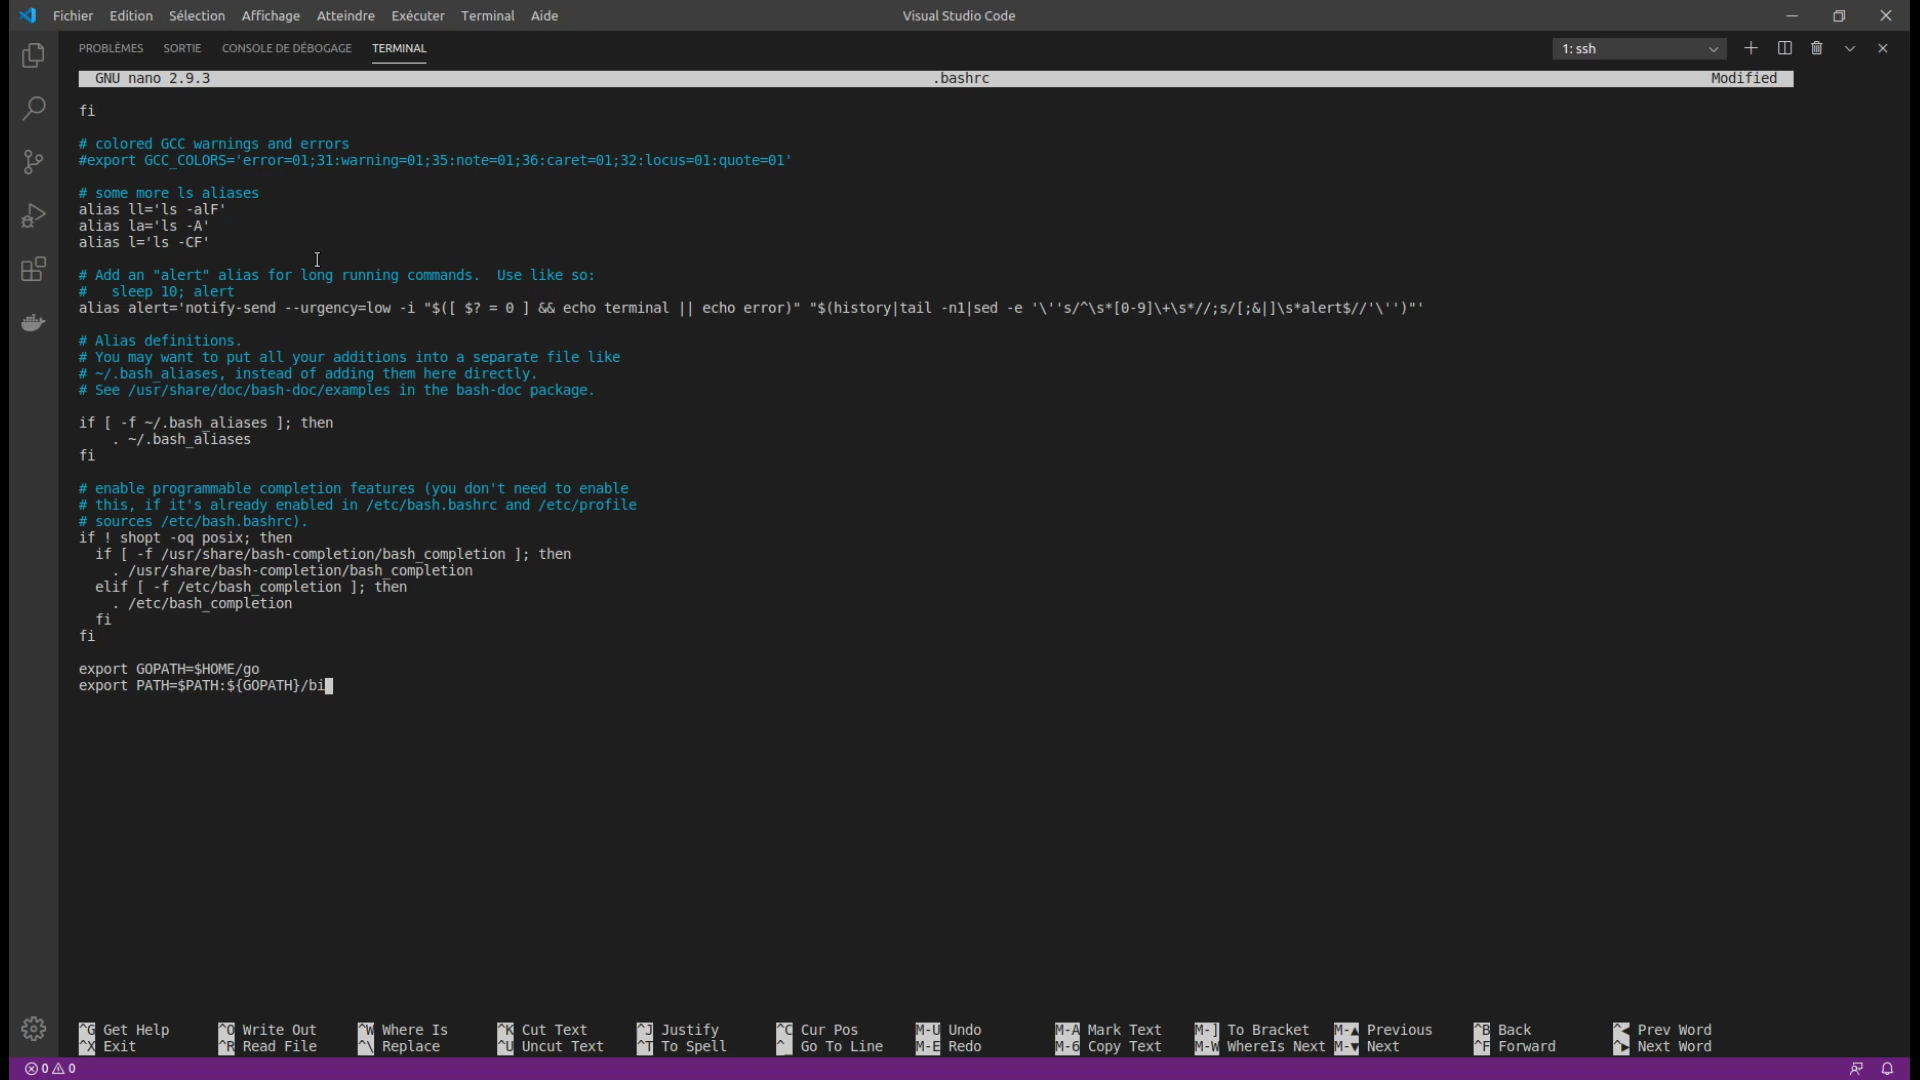 Fichier Edition Sélection Affichage Atteindre Exécuter Terminal Aide Visual Studio Code
PROBLÈMES SORTIE CONSOLE DE DÉBOGAGE TERMINAL 1: ssh
GNU nano 2.9.3 .bashrc Modified
fi
# colored GCC warnings and errors
#export GCC_COLORS='error=01;31:warning=01;35:note=01;36:caret=01;32:locus=01:quote=01'
# some more ls aliases
alias ll='ls -alF'
alias la='ls -A'
alias l='ls -CF'
# Add an "alert" alias for long running commands.  Use like so:
#   sleep 10; alert
alias alert='notify-send --urgency=low -i "$([ $? = 0 ] && echo terminal || echo error)" "$(history|tail -n1|sed -e '\''s/^\s*[0-9]\+\s*//;s/[;&|]\s*alert$//'\'')"'
# Alias definitions.
# You may want to put all your additions into a separate file like
# ~/.bash_aliases, instead of adding them here directly.
# See /usr/share/doc/bash-doc/examples in the bash-doc package.
if [ -f ~/.bash_aliases ]; then
    . ~/.bash_aliases
fi
# enable programmable completion features (you don't need to enable
# this, if it's already enabled in /etc/bash.bashrc and /etc/profile
# sources /etc/bash.bashrc).
if ! shopt -oq posix; then
  if [ -f /usr/share/bash-completion/bash_completion ]; then
    . /usr/share/bash-completion/bash_completion
  elif [ -f /etc/bash_completion ]; then
    . /etc/bash_completion
  fi
fi
export GOPATH=$HOME/go
export PATH=$PATH:${GOPATH}/bi
^G Get Help ^O Write Out ^W Where Is ^K Cut Text ^J Justify ^C Cur Pos M-U Undo M-A Mark Text M-] To Bracket M-▲ Previous ^B Back ^◀ Prev Word
^X Exit ^R Read File ^\ Replace ^U Uncut Text ^T To Spell ^_ Go To Line M-E Redo M-6 Copy Text M-W WhereIs Next M-▼ Next ^F Forward ^▶ Next Word
0 0